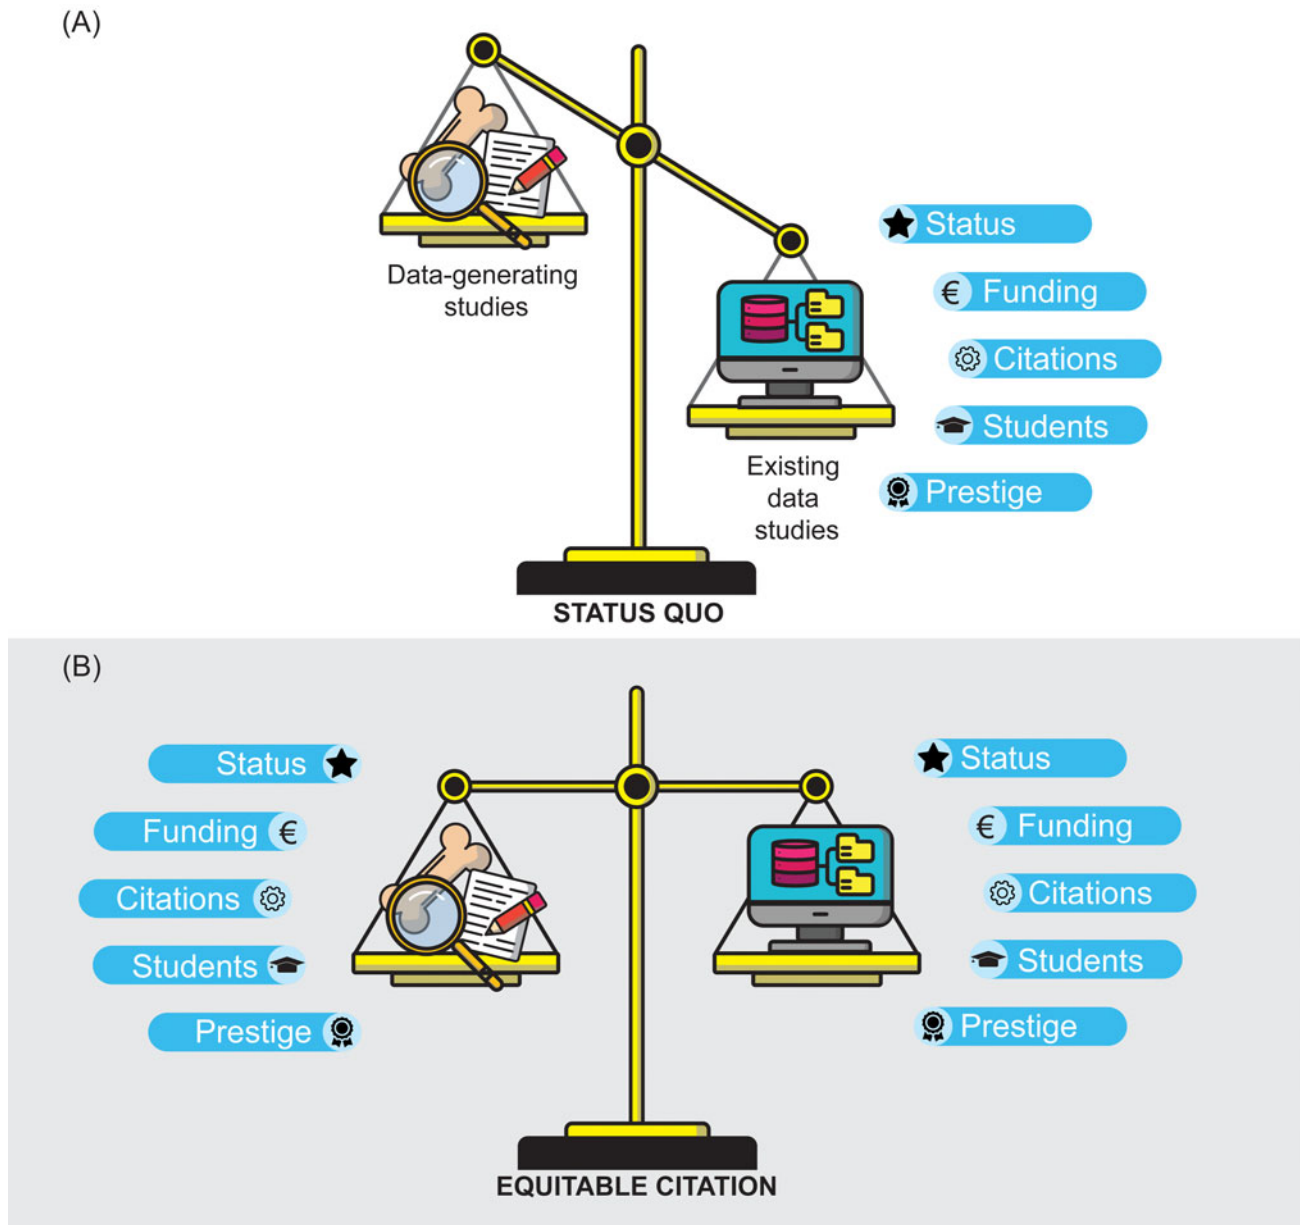 (A)
Data-generating
studies
Existing
data
studies
Status
€ Funding
Citations
Students
Prestige
STATUS QUO
(B)
Status
Funding €
Citations
Students
Prestige
Status
€ Funding
Citations
Students
Prestige
EQUITABLE CITATION